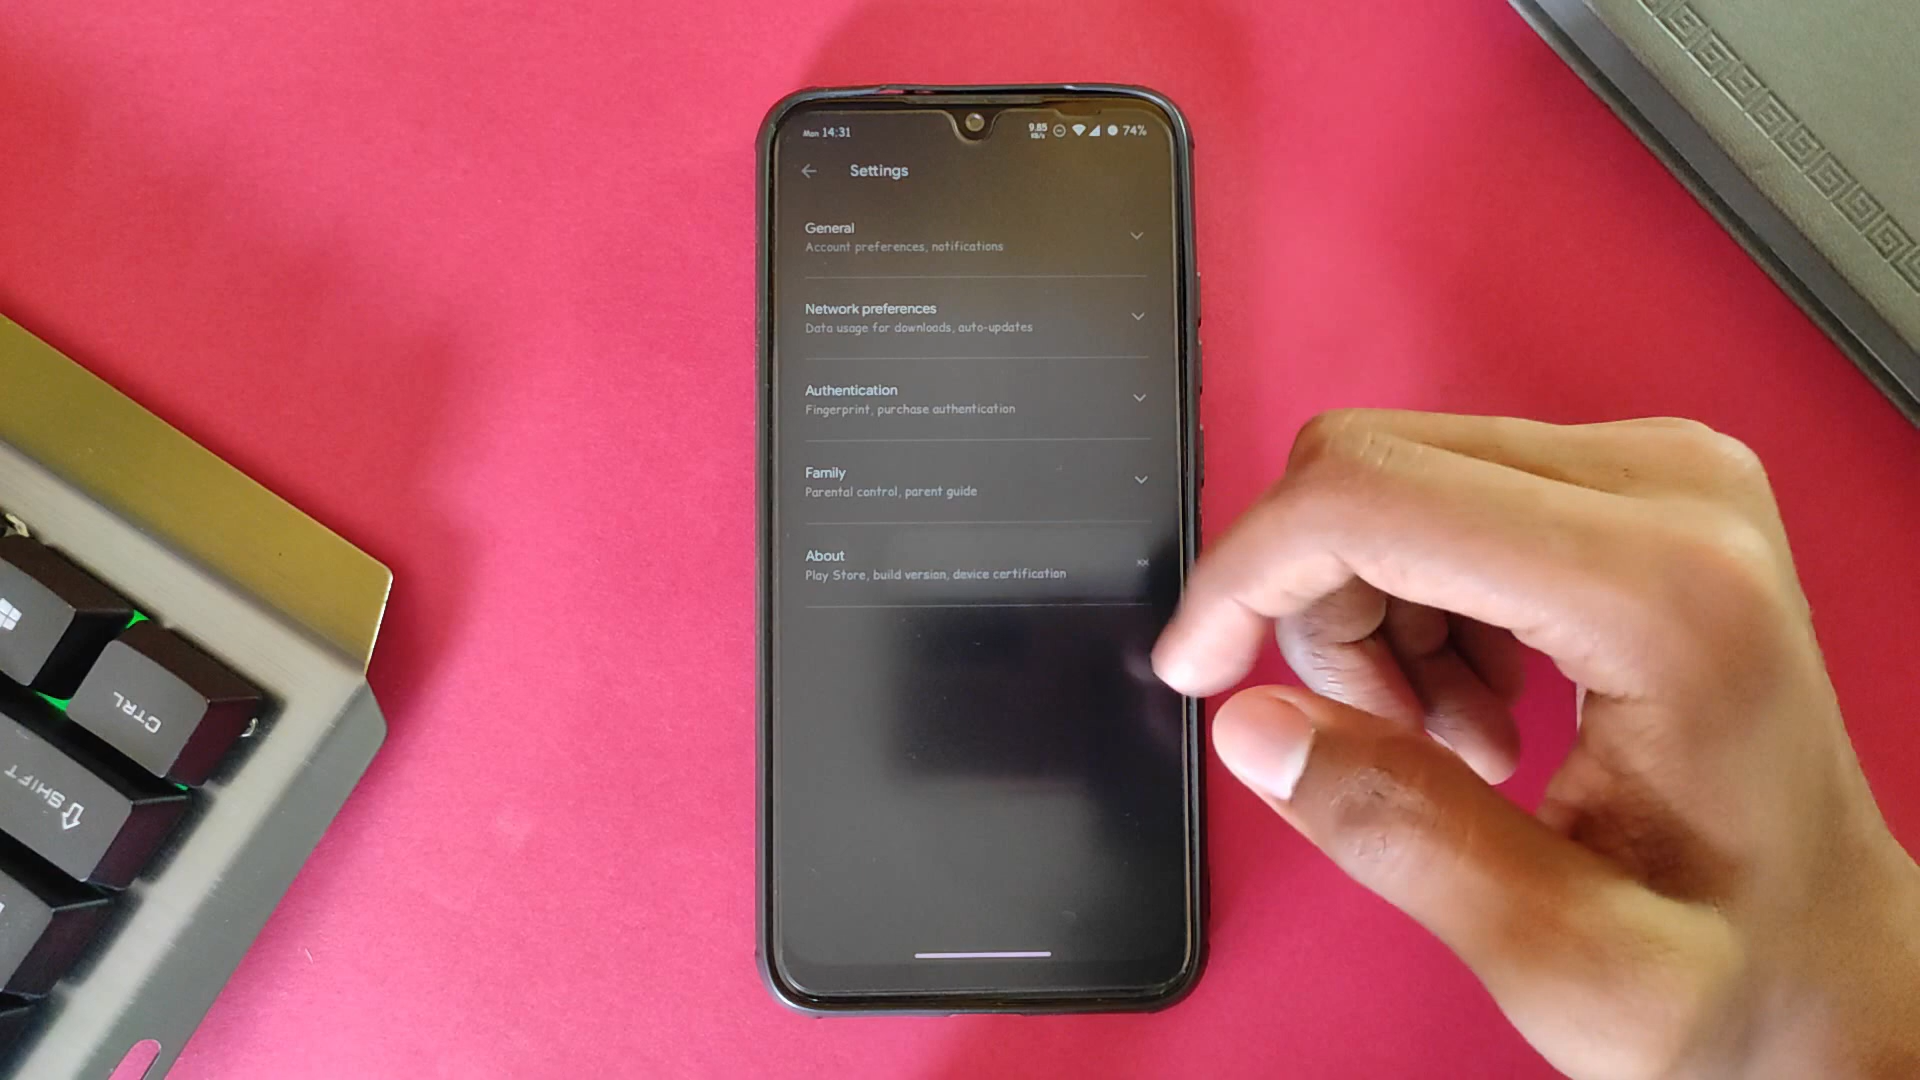 Mon 14:31
9.85 KB/s 74%
Settings
General
Account preferences, notifications
Network preferences
Data usage for downloads, auto-updates
Authentication
Fingerprint, purchase authentication
Family
Parental control, parent guide
About
Play Store, build version, device certification
CTRL
SHIFT